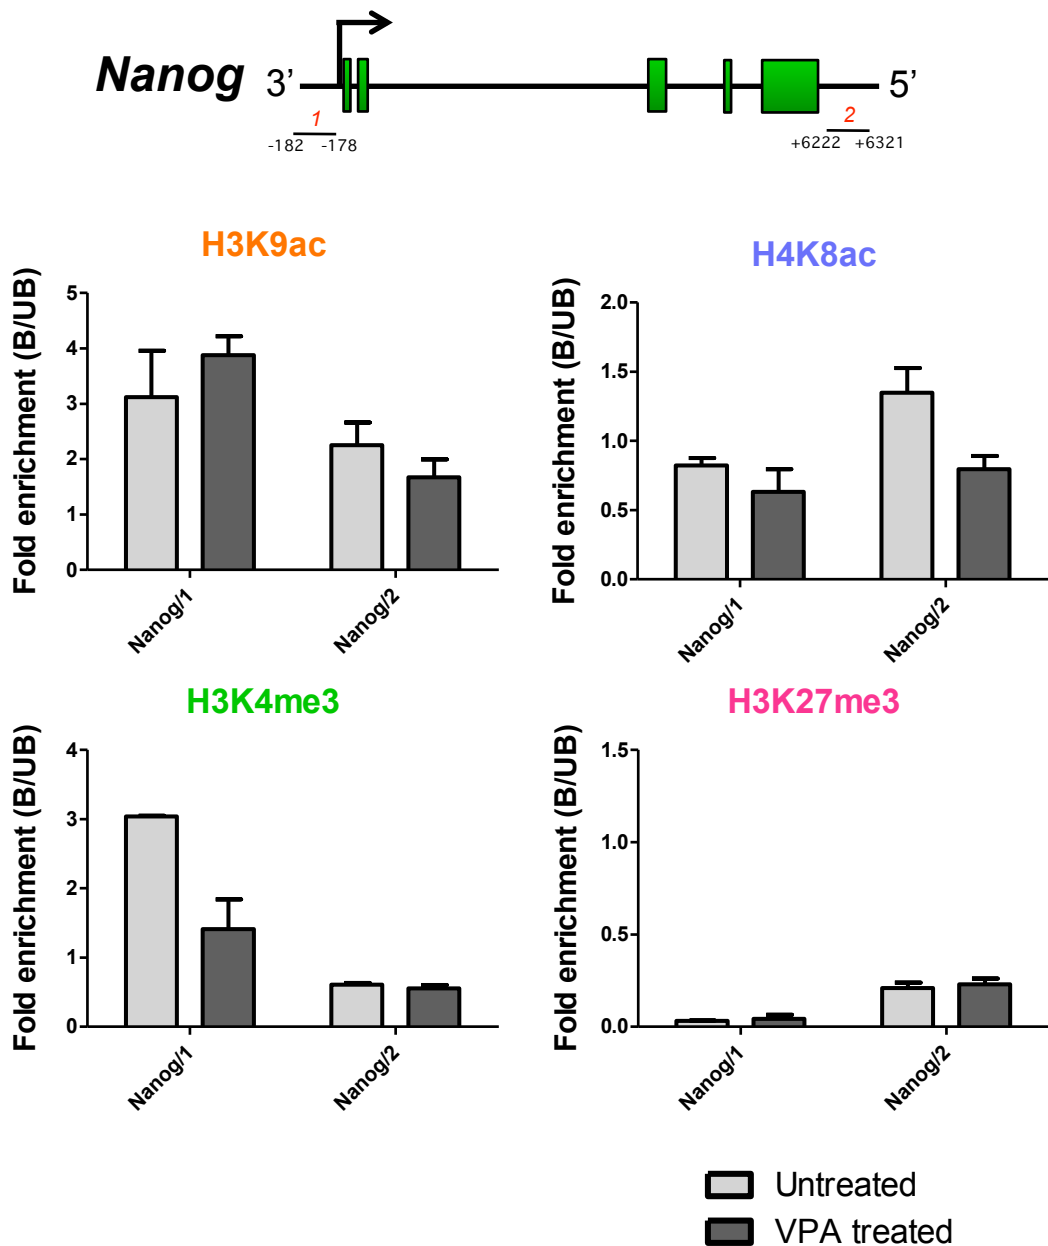 Nanog 3’ 5’
1 2
-182 -178 +6222 +6321
H3K9ac
Fold enrichment (B/UB)
5
4
3
2
1
0
Nanog/1 Nanog/2
H4K8ac
Fold enrichment (B/UB)
2.0
1.5
1.0
0.5
0.0
Nanog/1 Nanog/2
H3K4me3
Fold enrichment (B/UB)
4
3
2
1
0
Nanog/1 Nanog/2
H3K27me3
Fold enrichment (B/UB)
1.5
1.0
0.5
0.0
Nanog/1 Nanog/2
Untreated
VPA treated